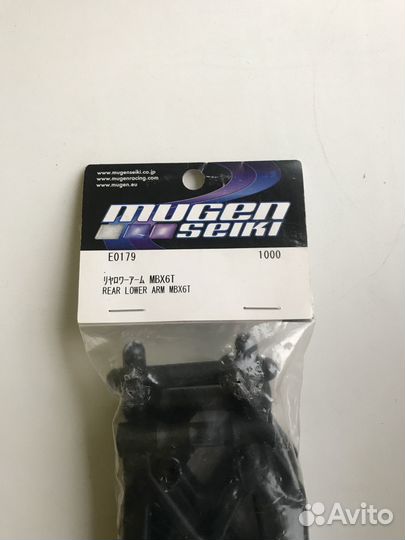 www.mugenseiki.co.jp
www.mugenracing.com
www.mugen.eu
MUGEN
SEIKI
E0179 1000
ﾘﾔﾛﾜｰｱｰﾑ MBX6T
REAR LOWER ARM MBX6T
Avito